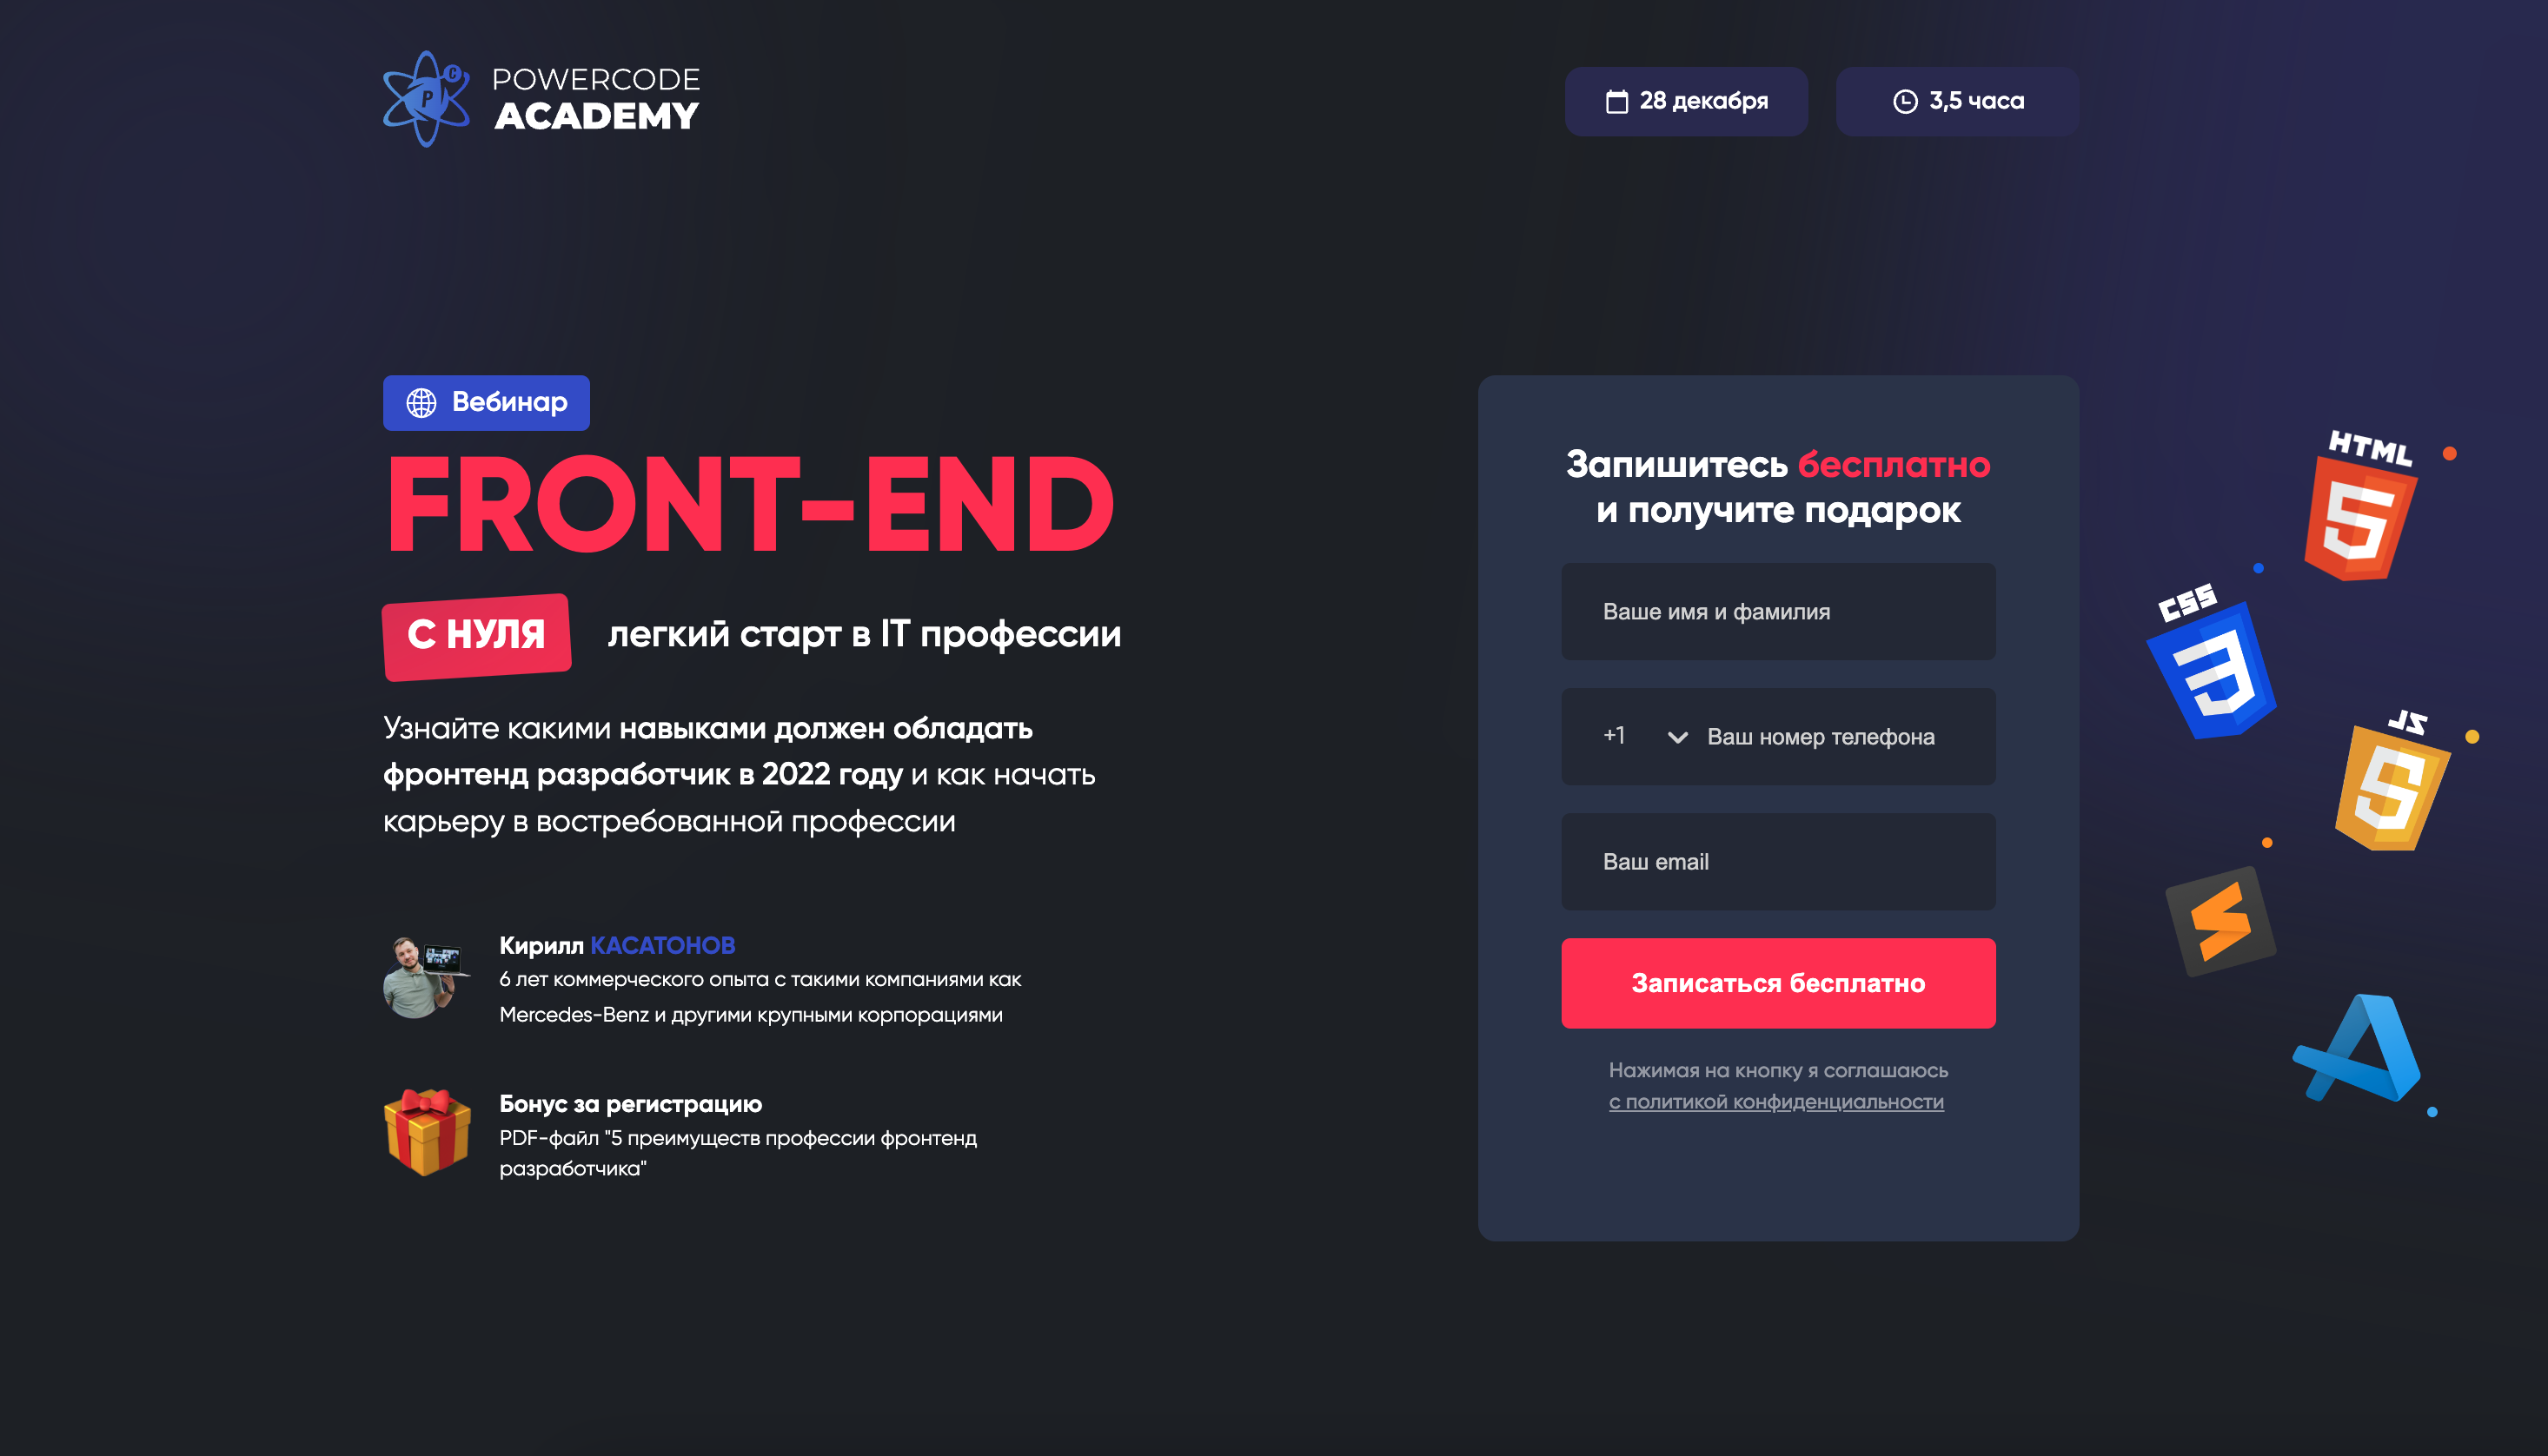 POWERCODE
ACADEMY
28 декабря
3,5 часа
Вебинар
FRONT-END
С НУЛЯ
легкий старт в IT профессии
Узнайте какими навыками должен обладать
фронтенд разработчик в 2022 году и как начать
карьеру в востребованной профессии
Кирилл КАСАТОНОВ
6 лет коммерческого опыта с такими компаниями как
Mercedes-Benz и другими крупными корпорациями
Бонус за регистрацию
PDF-файл "5 преимуществ профессии фронтенд
разработчика"
Запишитесь бесплатно
и получите подарок
Ваше имя и фамилия
+1 Ваш номер телефона
Ваш email
Записаться бесплатно
Нажимая на кнопку я соглашаюсь
с политикой конфиденциальности
HTML
5
CSS
3
JS
5